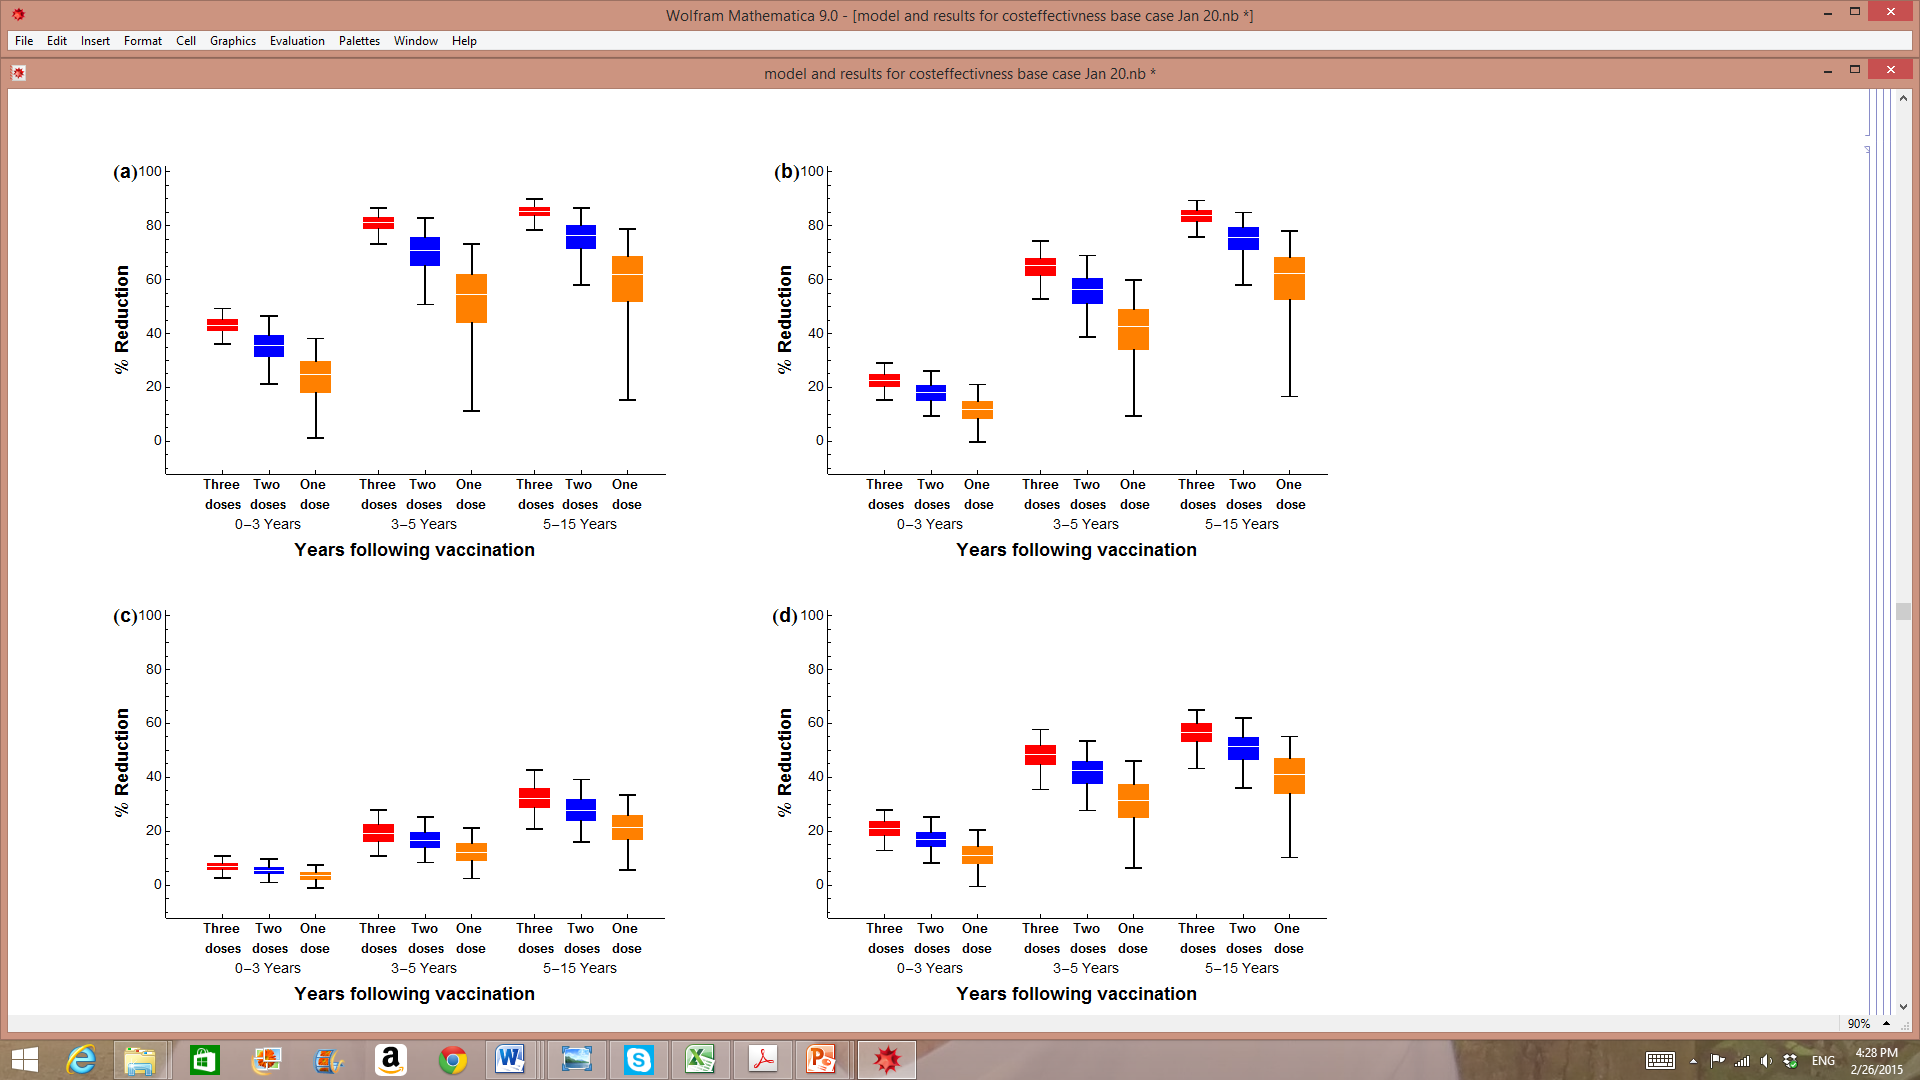 Wolfram Mathematica 9.0 - [model and results for costeffectivness base case Jan 20.nb *]
File Edit Insert Format Cell Graphics Evaluation Palettes Window Help
model and results for costeffectivness base case Jan 20.nb *
(a)
100
80
60
40
20
0
% Reduction
Three doses Two doses One dose Three doses Two doses One dose Three doses Two doses One dose
0–3 Years 3–5 Years 5–15 Years
Years following vaccination
(b)
100
80
60
40
20
0
% Reduction
Three doses Two doses One dose Three doses Two doses One dose Three doses Two doses One dose
0–3 Years 3–5 Years 5–15 Years
Years following vaccination
(c)
100
80
60
40
20
0
% Reduction
Three doses Two doses One dose Three doses Two doses One dose Three doses Two doses One dose
0–3 Years 3–5 Years 5–15 Years
Years following vaccination
(d)
100
80
60
40
20
0
% Reduction
Three doses Two doses One dose Three doses Two doses One dose Three doses Two doses One dose
0–3 Years 3–5 Years 5–15 Years
Years following vaccination
90%
ENG
4:28 PM
2/26/2015